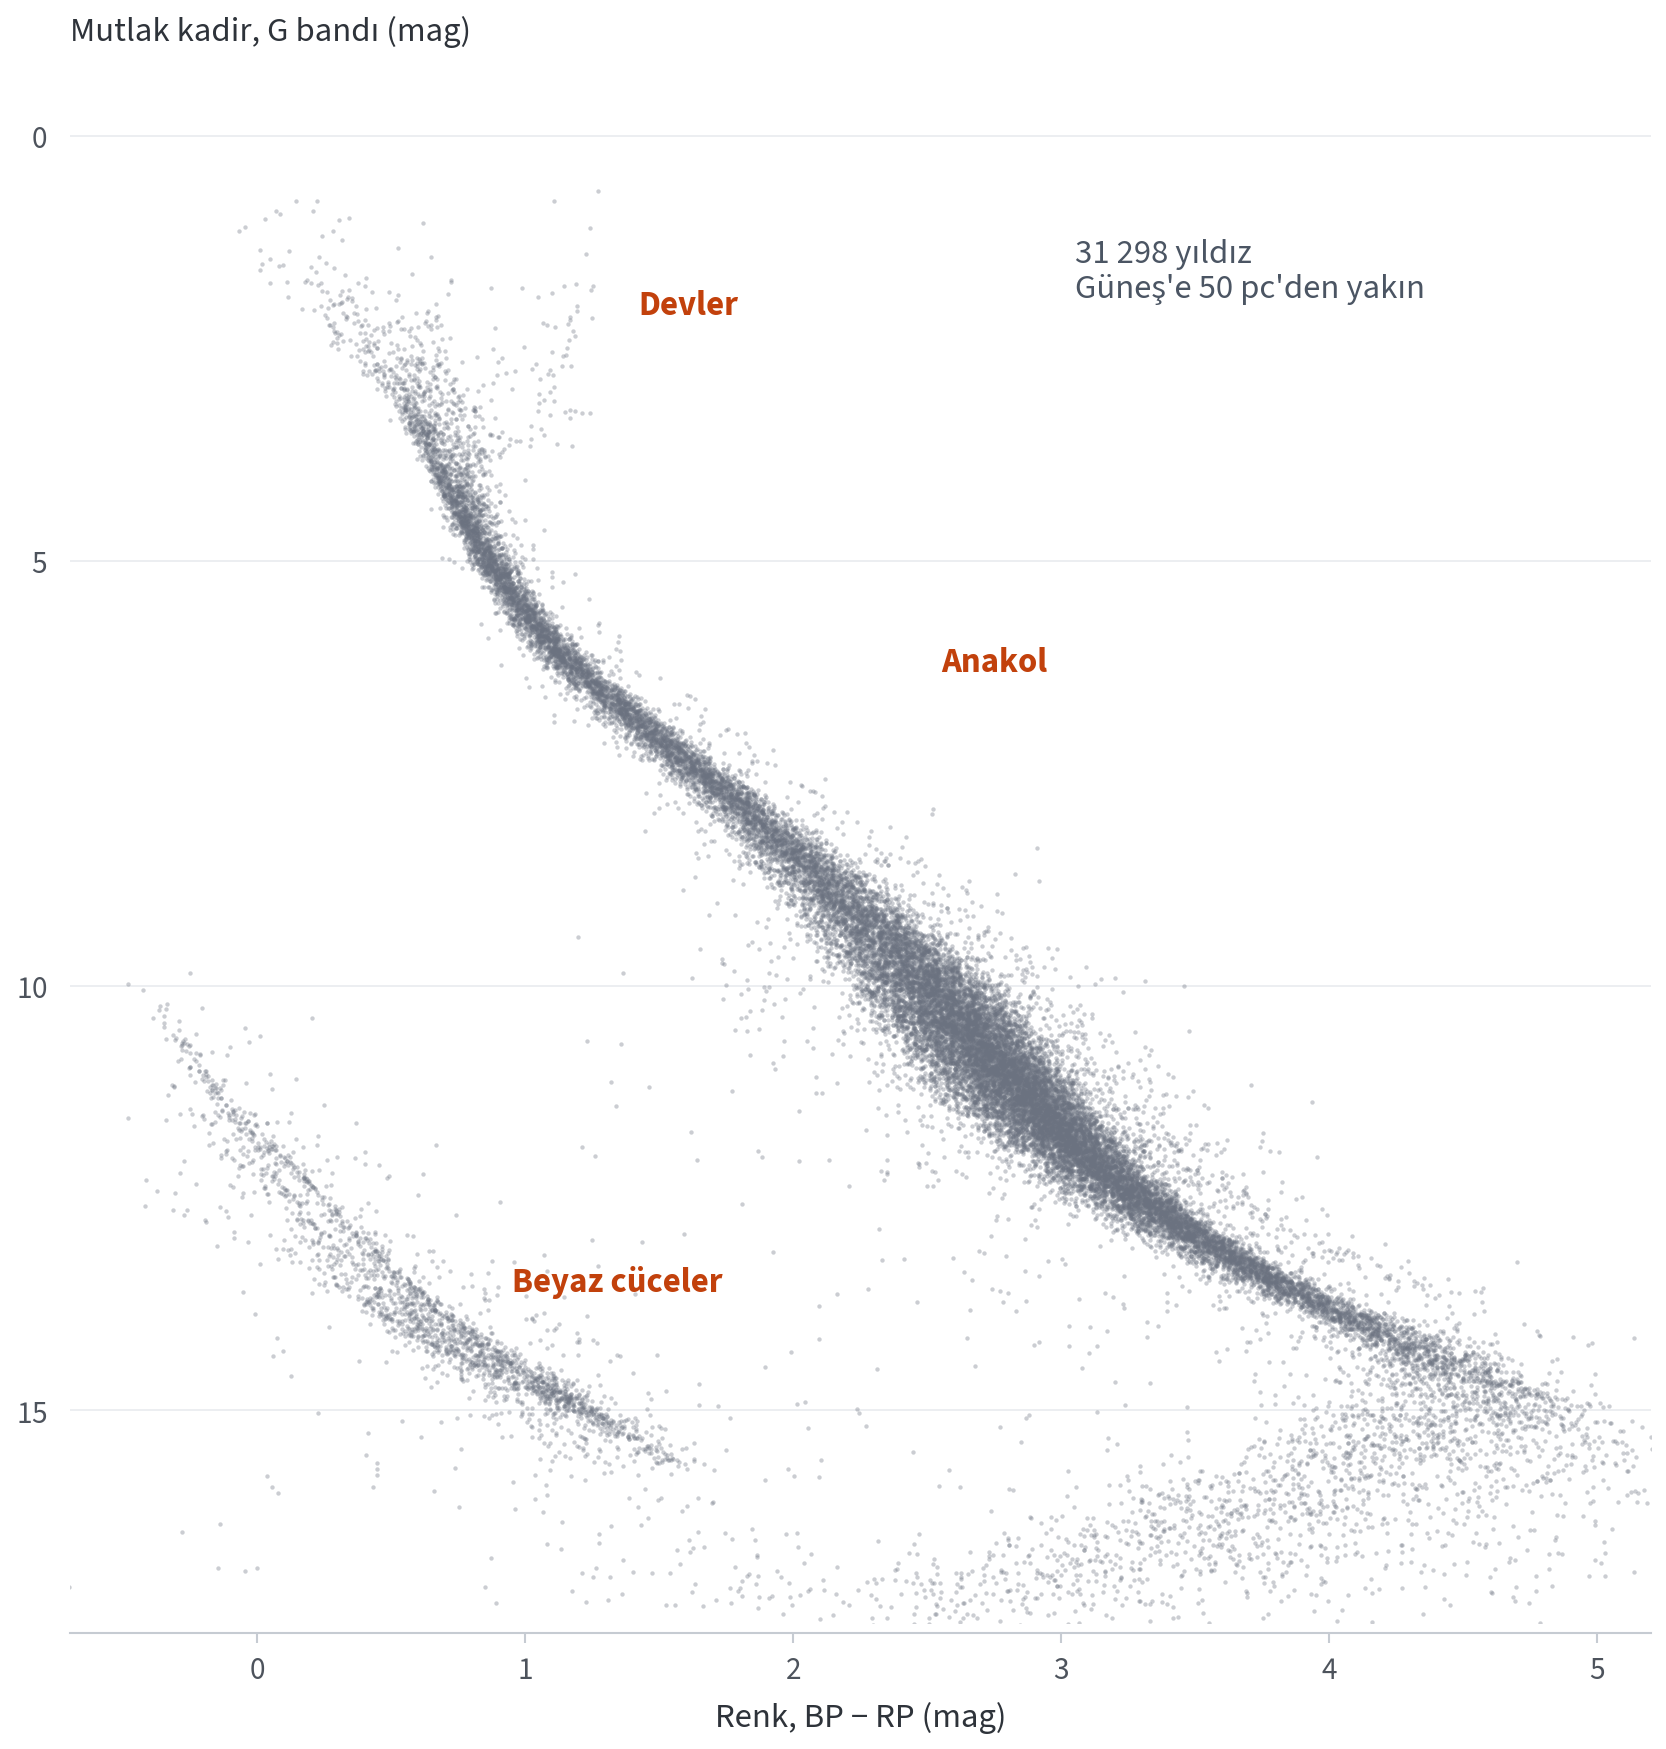 Mutlak kadir, G bandı (mag)
0
31 298 yıldız
Güneş'e 50 pc'den yakın
Devler
5
Anakol
10
Beyaz cüceler
15
0 1 2 3 4 5
Renk, BP − RP (mag)